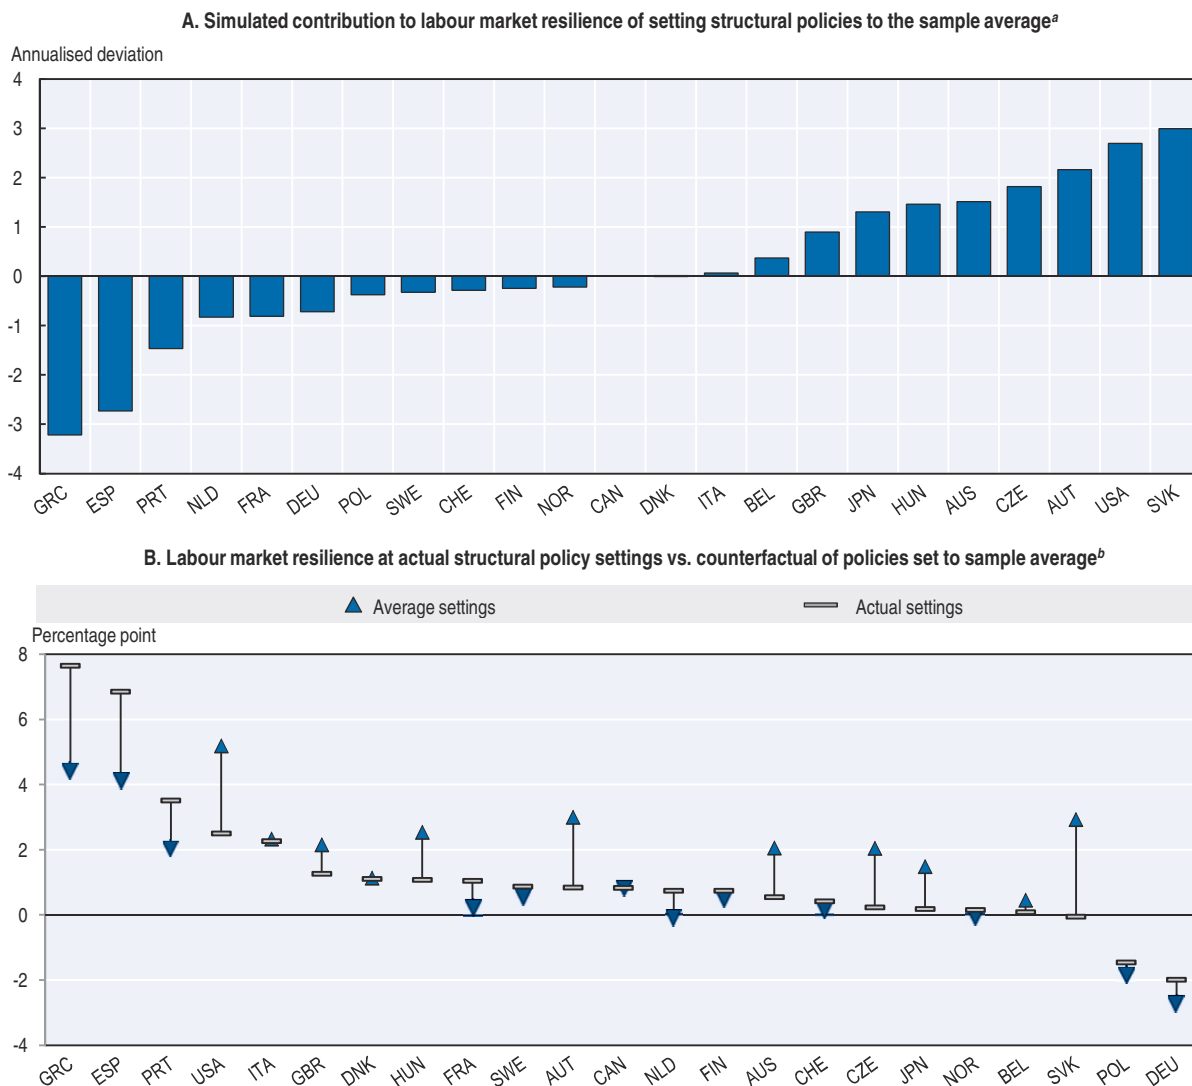 A. Simulated contribution to labour market resilience of setting structural policies to the sample average^a
Annualised deviation
4
3
2
1
0
-1
-2
-3
-4
GRC ESP PRT NLD FRA DEU POL SWE CHE FIN NOR CAN DNK ITA BEL GBR JPN HUN AUS CZE AUT USA SVK
B. Labour market resilience at actual structural policy settings vs. counterfactual of policies set to sample average^b
Average settings Actual settings
Percentage point
8
6
4
2
0
-2
-4
GRC ESP PRT USA ITA GBR DNK HUN FRA SWE AUT CAN NLD FIN AUS CHE CZE JPN NOR BEL SVK POL DEU